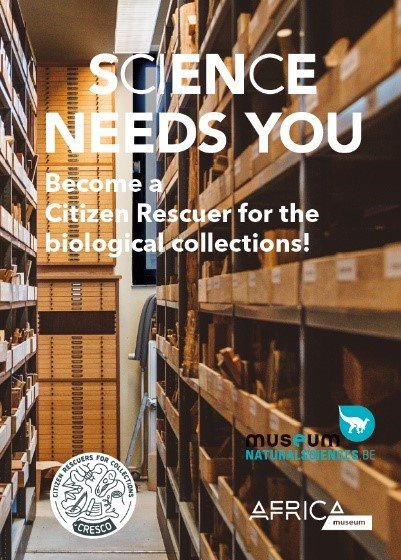 SCIENCE
NEEDS YOU
Become a
Citizen Rescuer for the
biological collections!
museum
NATURALSCIENCES.BE
CITIZEN RESCUERS FOR COLLECTIONS
CRESCO
AFRICA
museum